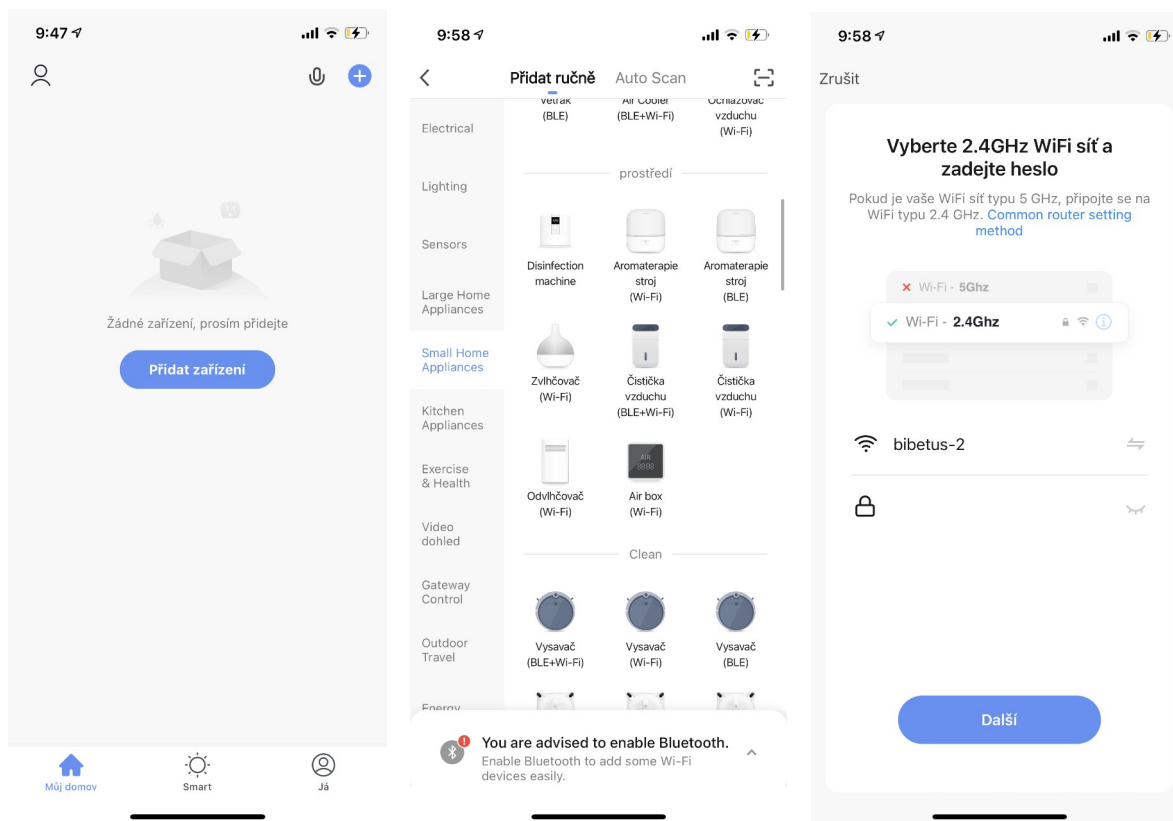 9:47
Žádné zařízení, prosím přidejte
Přidat zařízení
Můj domov
Smart
Já
9:58
Přidat ručně
Auto Scan
Electrical
Lighting
Sensors
Large Home
Appliances
Small Home
Appliances
Kitchen
Appliances
Exercise
& Health
Video
dohled
Gateway
Control
Outdoor
Travel
Energy
Větrák
(BLE)
Air Cooler
(BLE+Wi-Fi)
Ochlazovač
vzduchu
(Wi-Fi)
prostředí
Disinfection
machine
Aromaterapie
stroj
(Wi-Fi)
Aromaterapie
stroj
(BLE)
Zvlhčovač
(Wi-Fi)
Čistička
vzduchu
(BLE+Wi-Fi)
Čistička
vzduchu
(Wi-Fi)
AIR
8888
Odvlhčovač
(Wi-Fi)
Air box
(Wi-Fi)
Clean
Vysavač
(BLE+Wi-Fi)
Vysavač
(Wi-Fi)
Vysavač
(BLE)
You are advised to enable Bluetooth.
Enable Bluetooth to add some Wi-Fi
devices easily.
9:58
Zrušit
Vyberte 2.4GHz WiFi síť a
zadejte heslo
Pokud je vaše WiFi síť typu 5 GHz, připojte se na
WiFi typu 2.4 GHz. Common router setting
method
Wi-Fi - 5Ghz
Wi-Fi - 2.4Ghz
bibetus-2
Další